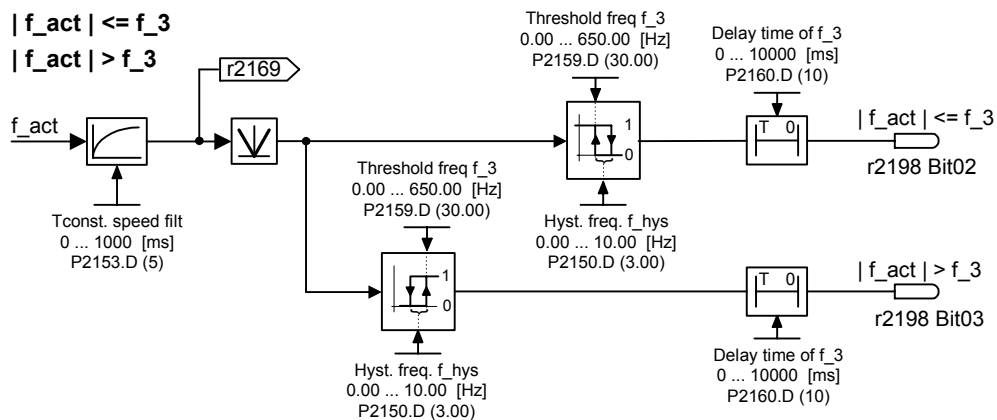 | f_act | <= f_3
| f_act | > f_3
r2169
f_act
Tconst. speed filt
0 ... 1000 [ms]
P2153.D (5)
Threshold freq f_3
0.00 ... 650.00 [Hz]
P2159.D (30.00)
1
0
Hyst. freq. f_hys
0.00 ... 10.00 [Hz]
P2150.D (3.00)
Delay time of f_3
0 ... 10000 [ms]
P2160.D (10)
T 0
| f_act | <= f_3
r2198 Bit02
Threshold freq f_3
0.00 ... 650.00 [Hz]
P2159.D (30.00)
1
0
Hyst. freq. f_hys
0.00 ... 10.00 [Hz]
P2150.D (3.00)
T 0
Delay time of f_3
0 ... 10000 [ms]
P2160.D (10)
| f_act | > f_3
r2198 Bit03